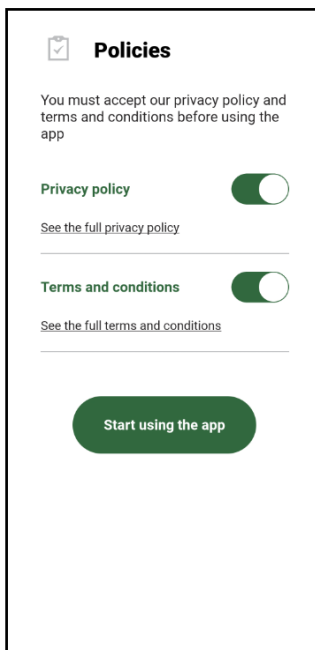 Policies
You must accept our privacy policy and
terms and conditions before using the
app
Privacy policy
See the full privacy policy
Terms and conditions
See the full terms and conditions
Start using the app